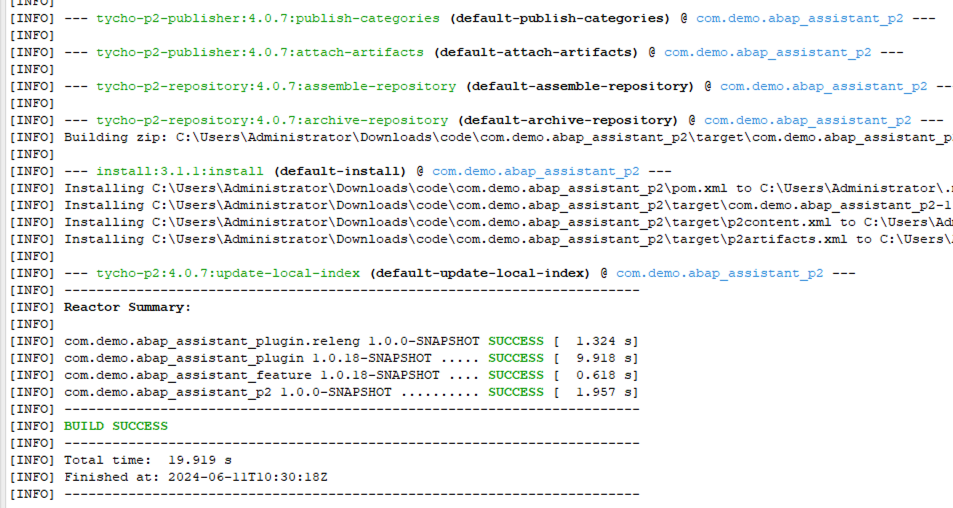 [INFO]
[INFO] --- tycho-p2-publisher:4.0.7:publish-categories (default-publish-categories) @ com.demo.abap_assistant_p2 ---
[INFO]
[INFO] --- tycho-p2-publisher:4.0.7:attach-artifacts (default-attach-artifacts) @ com.demo.abap_assistant_p2 ---
[INFO]
[INFO] --- tycho-p2-repository:4.0.7:assemble-repository (default-assemble-repository) @ com.demo.abap_assistant_p2 --
[INFO]
[INFO] --- tycho-p2-repository:4.0.7:archive-repository (default-archive-repository) @ com.demo.abap_assistant_p2 ---
[INFO] Building zip: C:\Users\Administrator\Downloads\code\com.demo.abap_assistant_p2\target\com.demo.abap_assistant_p
[INFO]
[INFO] --- install:3.1.1:install (default-install) @ com.demo.abap_assistant_p2 ---
[INFO] Installing C:\Users\Administrator\Downloads\code\com.demo.abap_assistant_p2\pom.xml to C:\Users\Administrator\.
[INFO] Installing C:\Users\Administrator\Downloads\code\com.demo.abap_assistant_p2\target\com.demo.abap_assistant_p2-1
[INFO] Installing C:\Users\Administrator\Downloads\code\com.demo.abap_assistant_p2\target\p2content.xml to C:\Users\Ad
[INFO] Installing C:\Users\Administrator\Downloads\code\com.demo.abap_assistant_p2\target\p2artifacts.xml to C:\Users\
[INFO]
[INFO] --- tycho-p2:4.0.7:update-local-index (default-update-local-index) @ com.demo.abap_assistant_p2 ---
[INFO] ------------------------------------------------------------------------
[INFO] Reactor Summary:
[INFO]
[INFO] com.demo.abap_assistant_plugin.releng 1.0.0-SNAPSHOT SUCCESS [  1.324 s]
[INFO] com.demo.abap_assistant_plugin 1.0.18-SNAPSHOT ..... SUCCESS [  9.918 s]
[INFO] com.demo.abap_assistant_feature 1.0.18-SNAPSHOT .... SUCCESS [  0.618 s]
[INFO] com.demo.abap_assistant_p2 1.0.0-SNAPSHOT .......... SUCCESS [  1.957 s]
[INFO] ------------------------------------------------------------------------
[INFO] BUILD SUCCESS
[INFO] ------------------------------------------------------------------------
[INFO] Total time:  19.919 s
[INFO] Finished at: 2024-06-11T10:30:18Z
[INFO] ------------------------------------------------------------------------